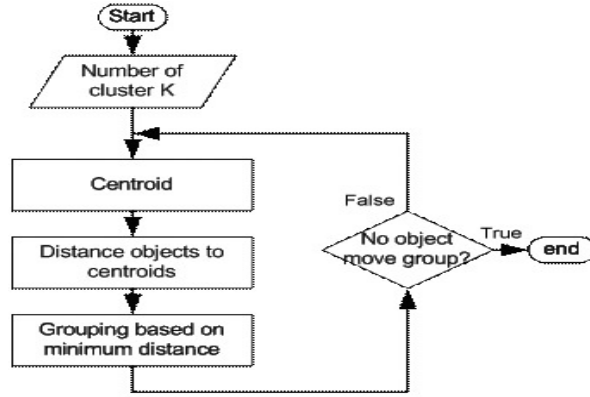 Start
Number of
cluster K
Centroid
Distance objects to
centroids
Grouping based on
minimum distance
False
No object
move group?
True
end